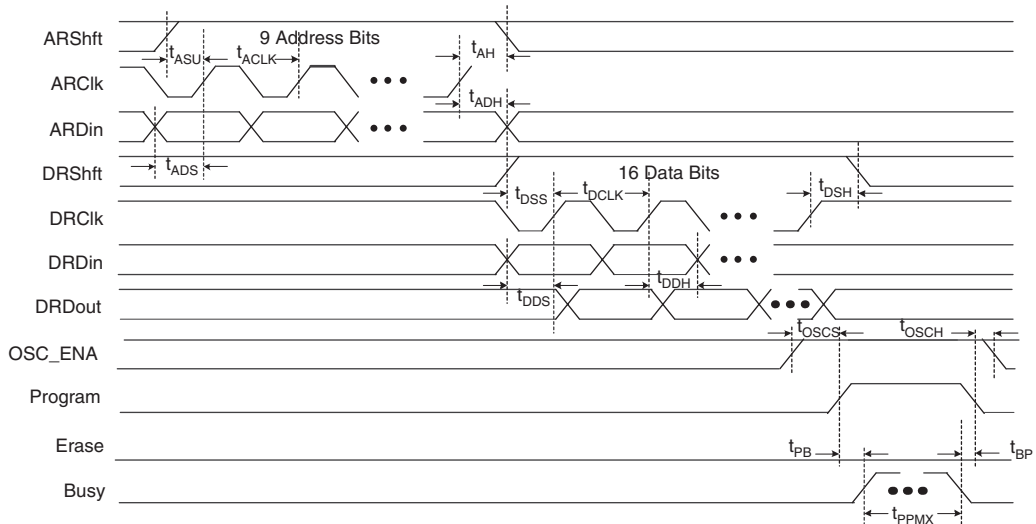 ARShft
9 Address Bits
tASU
tACLK
tAH
ARClk
tADH
ARDin
tADS
DRShft
16 Data Bits
tDSS
tDCLK
tDSH
DRClk
DRDin
tDDS
tDDH
DRDout
tOSCS
tOSCH
OSC_ENA
Program
Erase
tPB
tBP
Busy
tPPMX